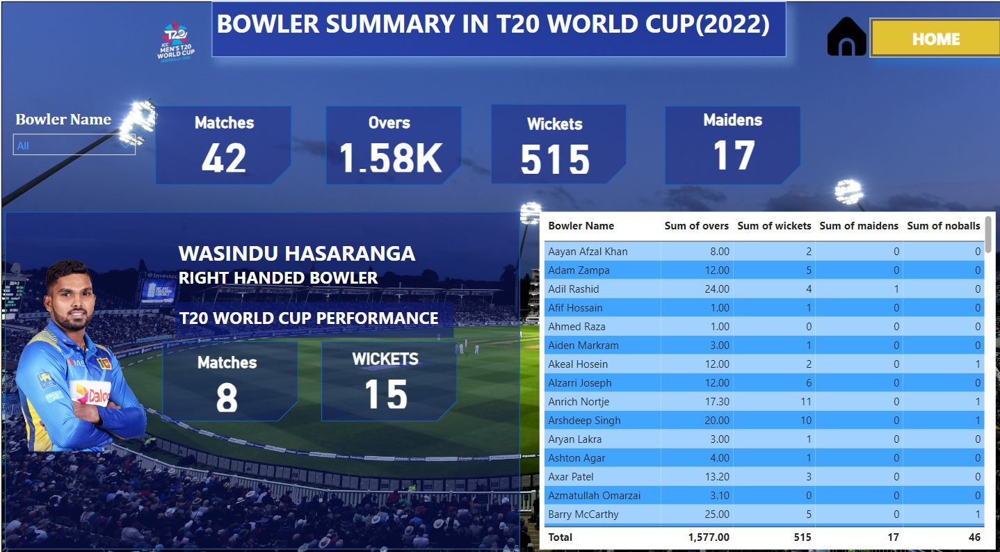 BOWLER SUMMARY IN T20 WORLD CUP(2022)
T20
ICC
MEN'S T20
WORLD CUP
AUSTRALIA 2022
HOME
Bowler Name
All
Matches
42
Overs
1.58K
Wickets
515
Maidens
17
WASINDU HASARANGA
RIGHT HANDED BOWLER
Investec
T20 WORLD CUP PERFORMANCE
Matches
8
WICKETS
15
Dialog
Bowler Name Sum of overs Sum of wickets Sum of maidens Sum of noballs
Aayan Afzal Khan 8.00 2 0 0
Adam Zampa 12.00 5 0 0
Adil Rashid 24.00 4 1 0
Afif Hossain 1.00 1 0 0
Ahmed Raza 1.00 0 0 0
Aiden Markram 3.00 1 0 0
Akeal Hosein 12.00 2 0 1
Alzarri Joseph 12.00 6 0 0
Anrich Nortje 17.30 11 0 1
Arshdeep Singh 20.00 10 0 1
Aryan Lakra 3.00 1 0 0
Ashton Agar 4.00 1 0 0
Axar Patel 13.20 3 0 0
Azmatullah Omarzai 3.10 0 0 0
Barry McCarthy 25.00 5 0 1
Total 1,577.00 515 17 46